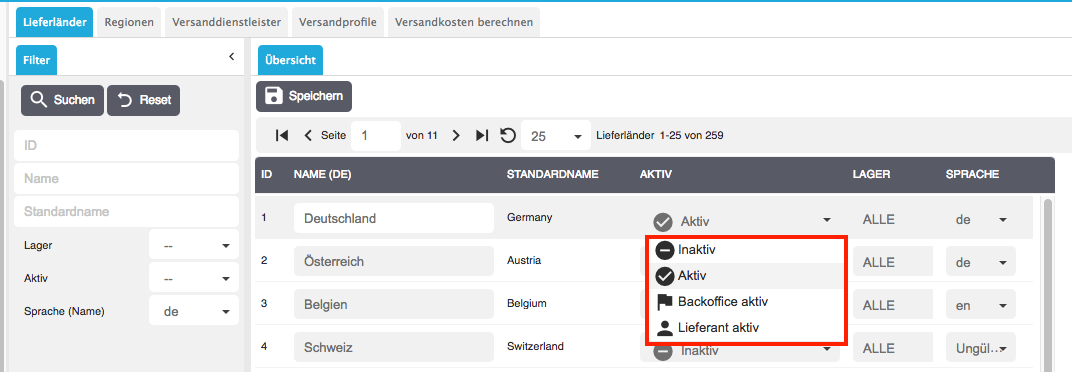 Lieferländer Regionen Versanddienstleister Versandprofile Versandkosten berechnen
Filter
Suchen Reset
ID
Name
Standardname
Lager --
Aktiv --
Sprache (Name) de
Übersicht
Speichern
Seite 1 von 11 25 Lieferländer 1-25 von 259
ID NAME (DE) STANDARDNAME AKTIV LAGER SPRACHE
1 Deutschland Germany Aktiv ALLE de
Inaktiv
2 Österreich Austria Aktiv ALLE de
3 Belgien Belgium Backoffice aktiv ALLE en
Lieferant aktiv
4 Schweiz Switzerland Inaktiv ALLE Ungül...